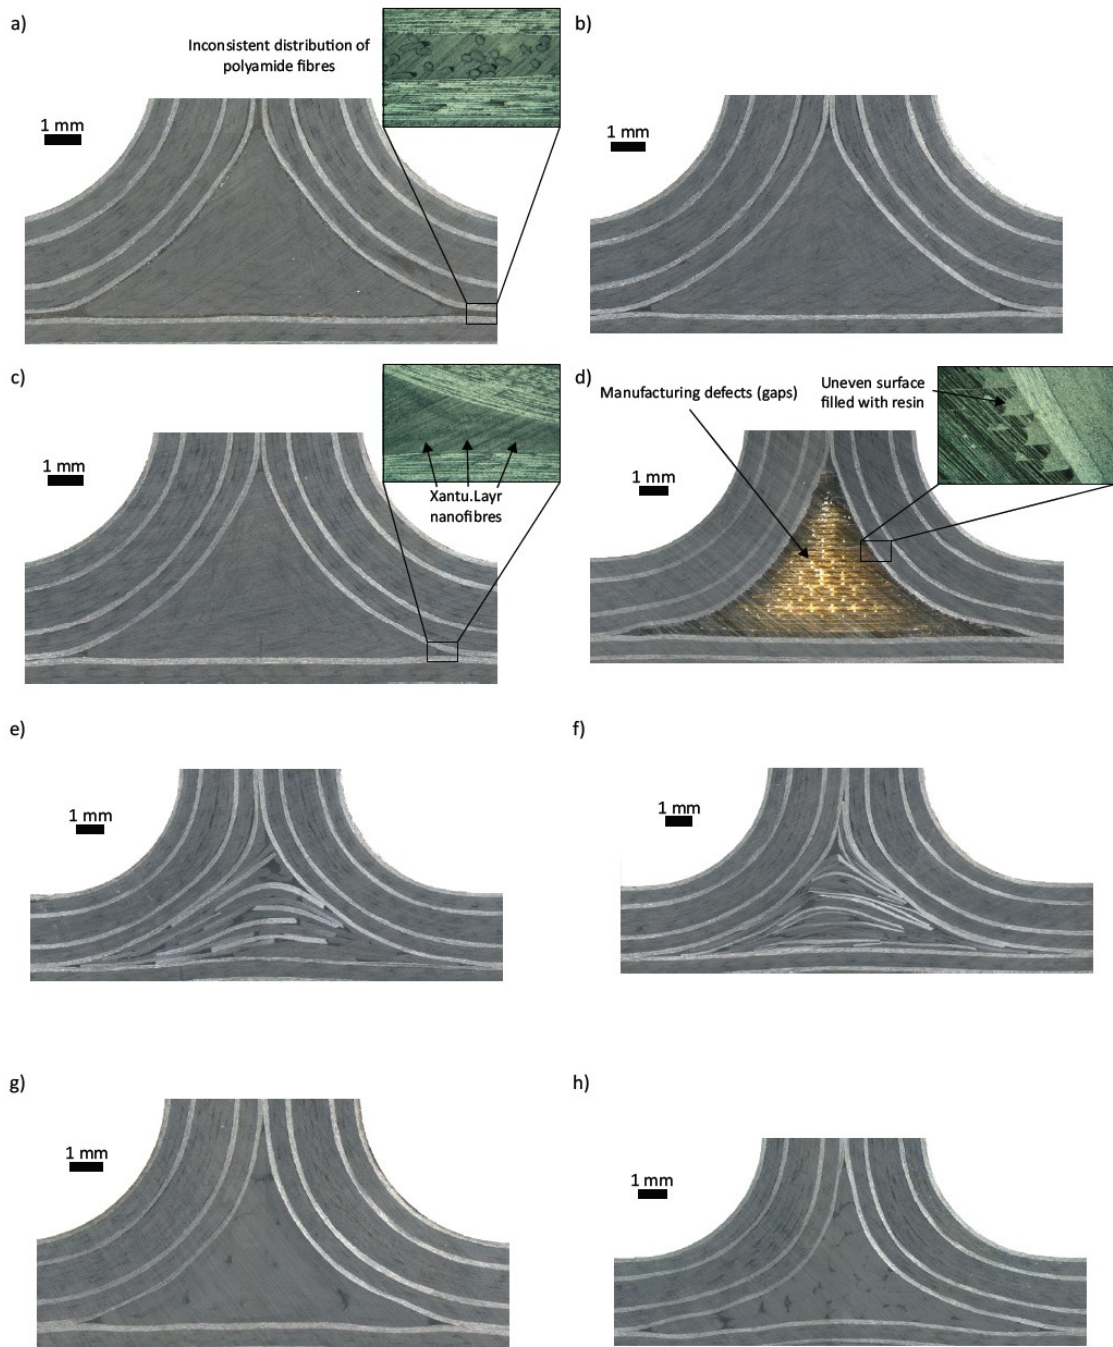 a)
Inconsistent distribution of
polyamide fibres
1 mm
b)
1 mm
c)
1 mm
Xantu.Layr
nanofibres
d)
Manufacturing defects (gaps)
Uneven surface
filled with resin
1 mm
e)
1 mm
f)
1 mm
g)
1 mm
h)
1 mm